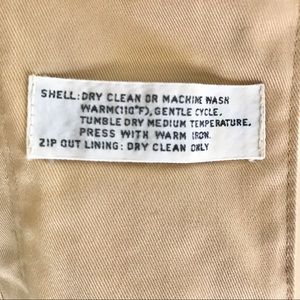 SHELL: DRY CLEAN OR MACHINE WASH
WARM(110°F), GENTLE CYCLE,
TUMBLE DRY MEDIUM TEMPERATURE,
PRESS WITH WARM IRON.
ZIP OUT LINING: DRY CLEAN ONLY